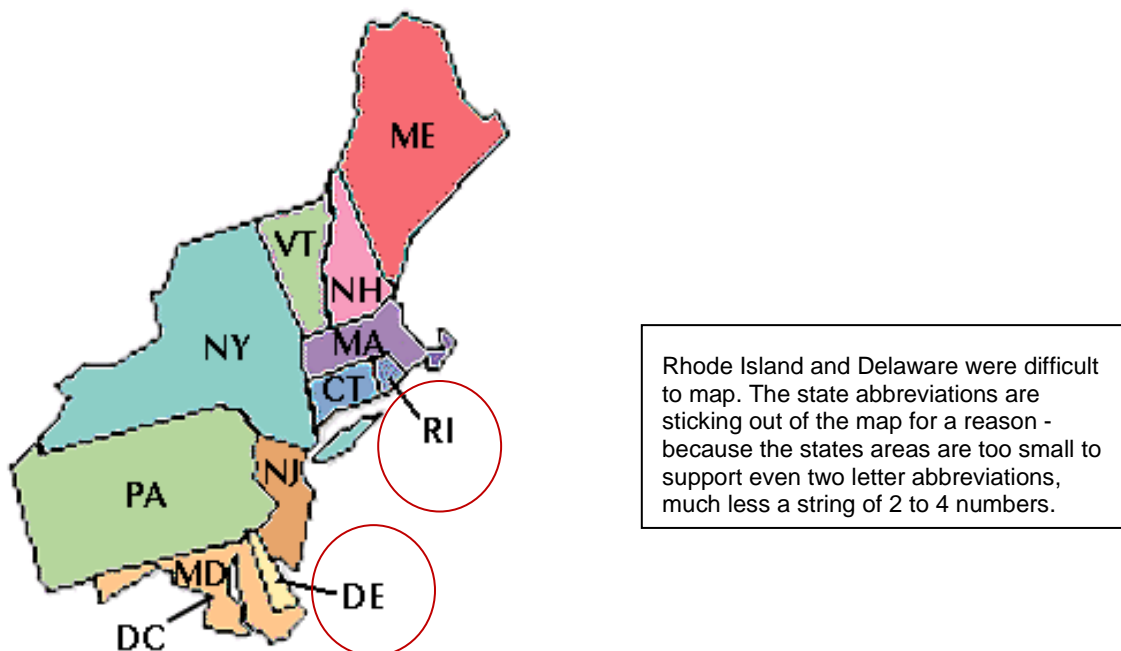 ME
VT
NH
NY
MA
CT
RI
NJ
PA
MD
DE
DC
Rhode Island and Delaware were difficult
to map. The state abbreviations are
sticking out of the map for a reason -
because the states areas are too small to
support even two letter abbreviations,
much less a string of 2 to 4 numbers.